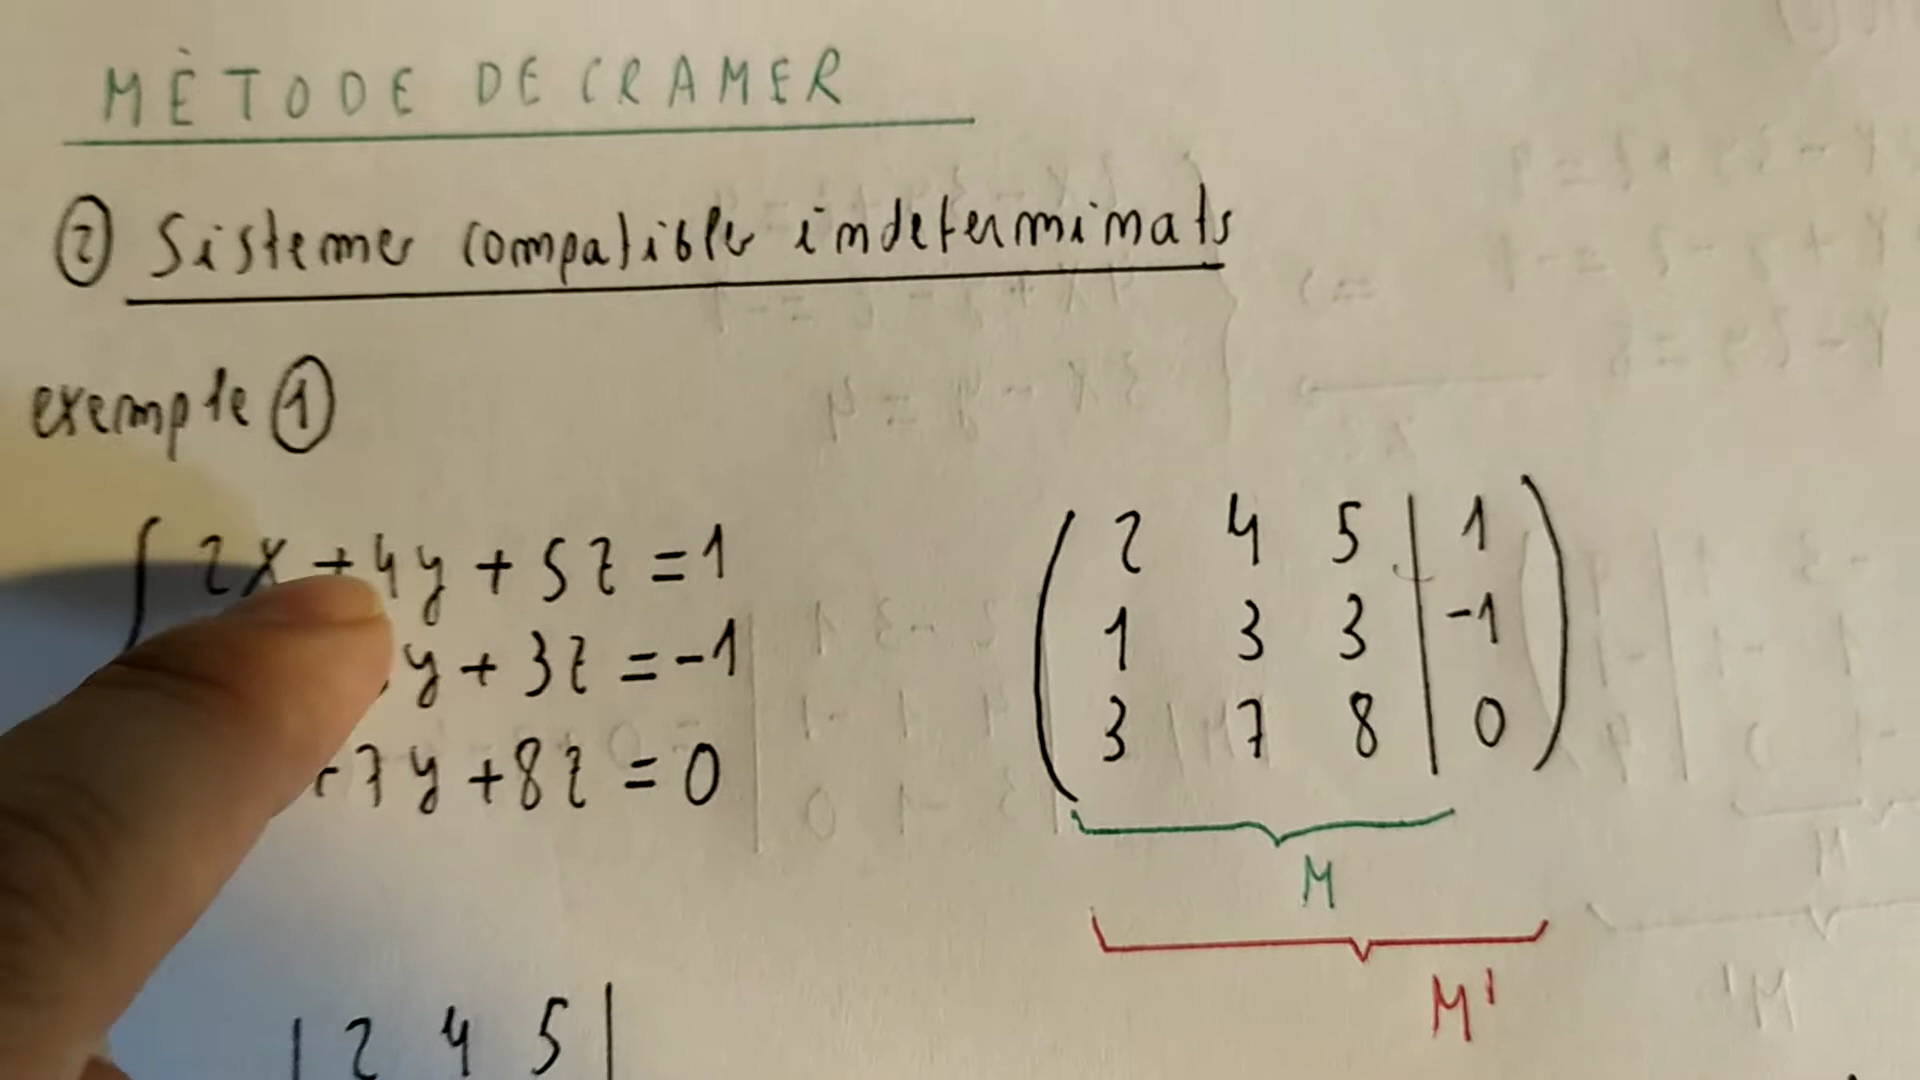 MÈTODE DE CRAMER
② Sistemes compatibles indeterminats
exemple ①
2x + 4y + 5z = 1
y + 3z = -1
7y + 8z = 0
2 4 5 | 1
1 3 3 | -1
3 7 8 | 0
M
M'
| 2 4 5 |